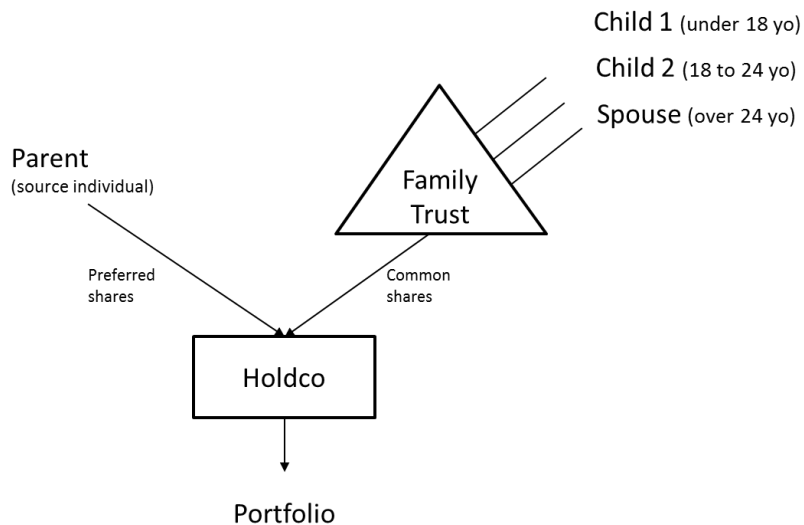 Child 1 (under 18 yo)
Child 2 (18 to 24 yo)
Spouse (over 24 yo)
Parent
(source individual)
Family
Trust
Preferred
shares
Common
shares
Holdco
Portfolio